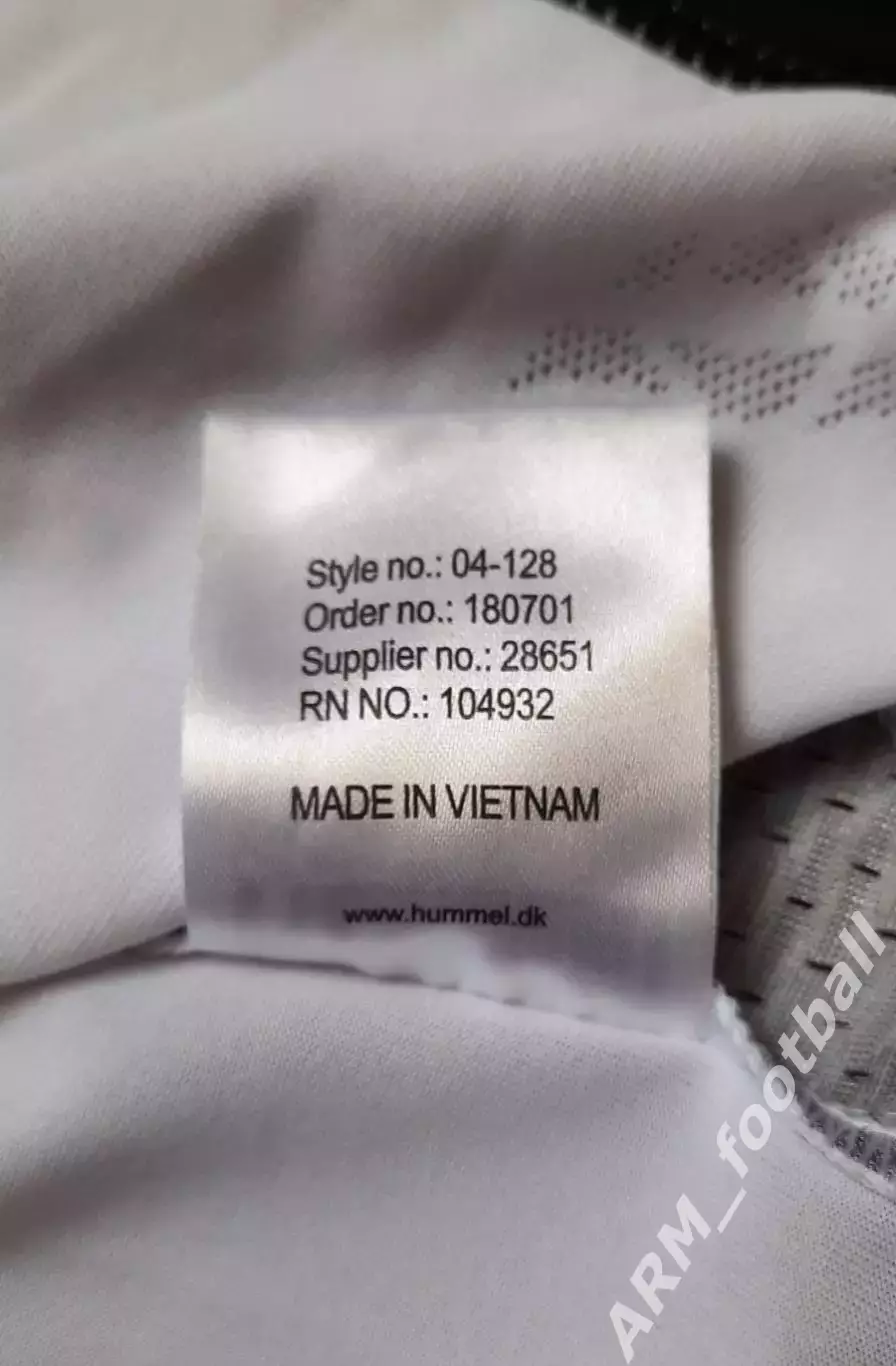 Style no.: 04-128
Order no.: 180701
Supplier no.: 28651
RN NO.: 104932
MADE IN VIETNAM
www.hummel.dk
ARM_football